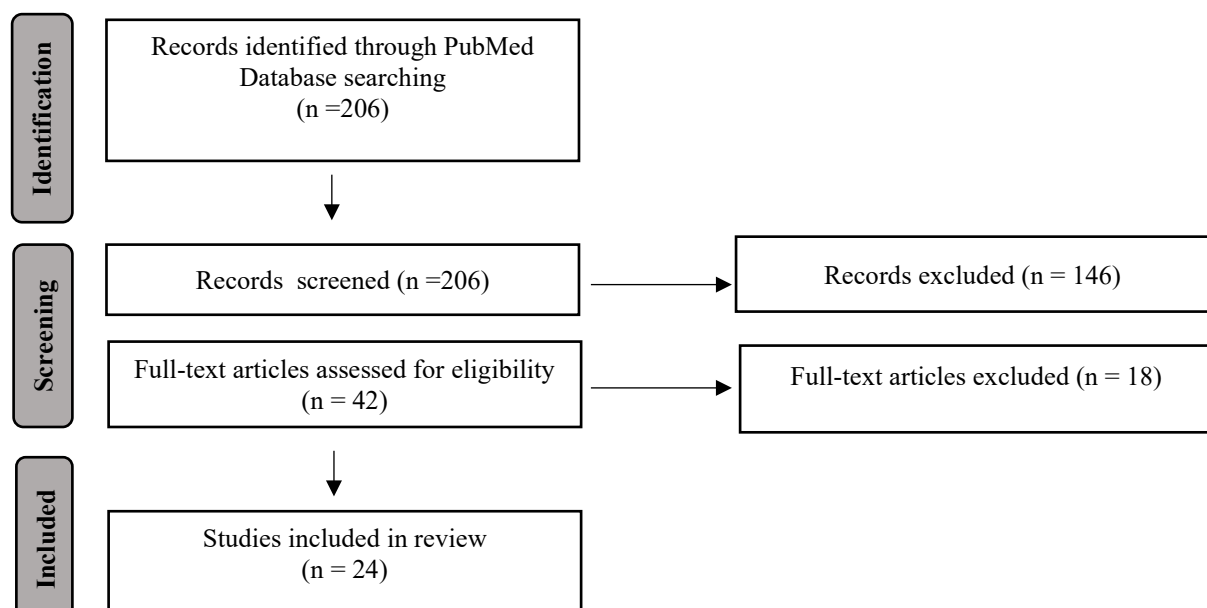 Identification
Records identified through PubMed
Database searching
(n =206)
Screening
Records  screened (n =206)
Records excluded (n = 146)
Full-text articles assessed for eligibility
(n = 42)
Full-text articles excluded (n = 18)
Included
Studies included in review
(n = 24)